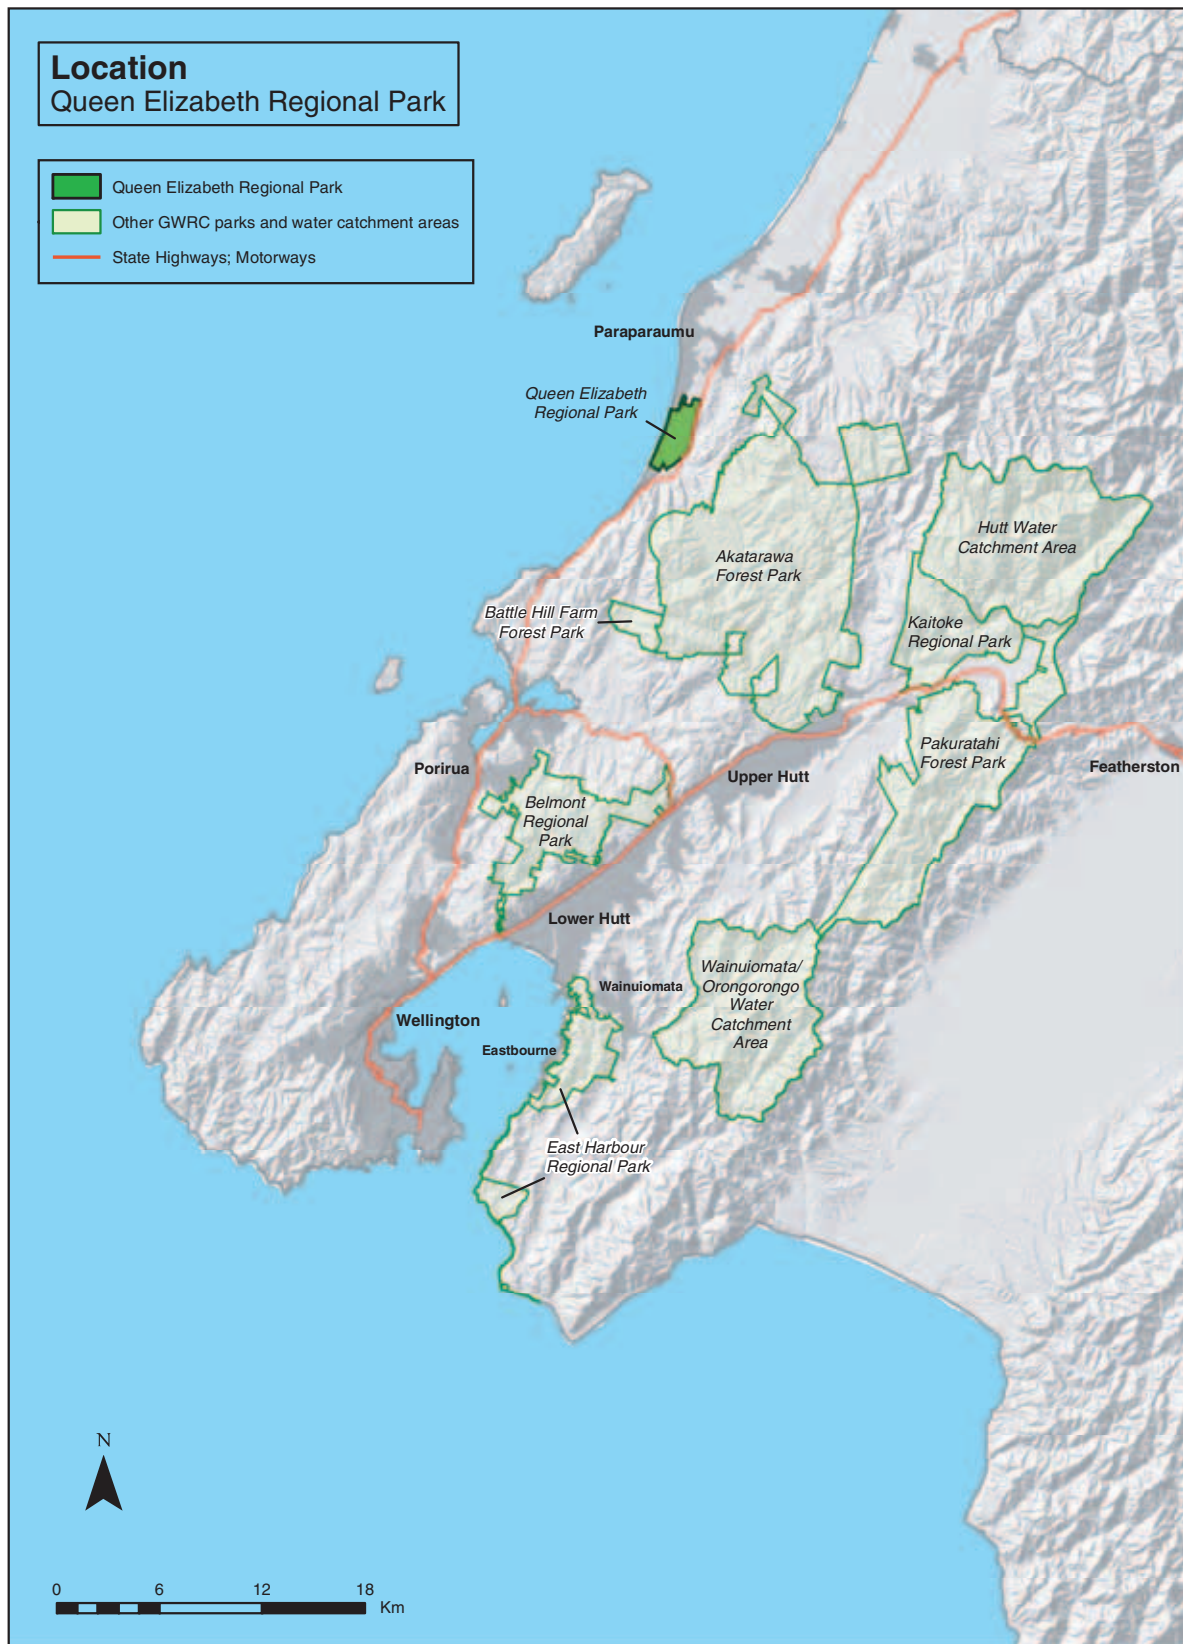 Location
Queen Elizabeth Regional Park
Queen Elizabeth Regional Park
Other GWRC parks and water catchment areas
State Highways; Motorways
Paraparaumu
Queen Elizabeth
Regional Park
Hutt Water
Catchment Area
Akatarawa
Forest Park
Battle Hill Farm
Forest Park
Kaitoke
Regional Park
Pakuratahi
Forest Park
Featherston
Porirua
Upper Hutt
Belmont
Regional
Park
Lower Hutt
Wainuiomata/
Orongorongo
Water
Catchment
Area
Wainuiomata
Wellington
Eastbourne
East Harbour
Regional Park
N
0 6 12 18
Km